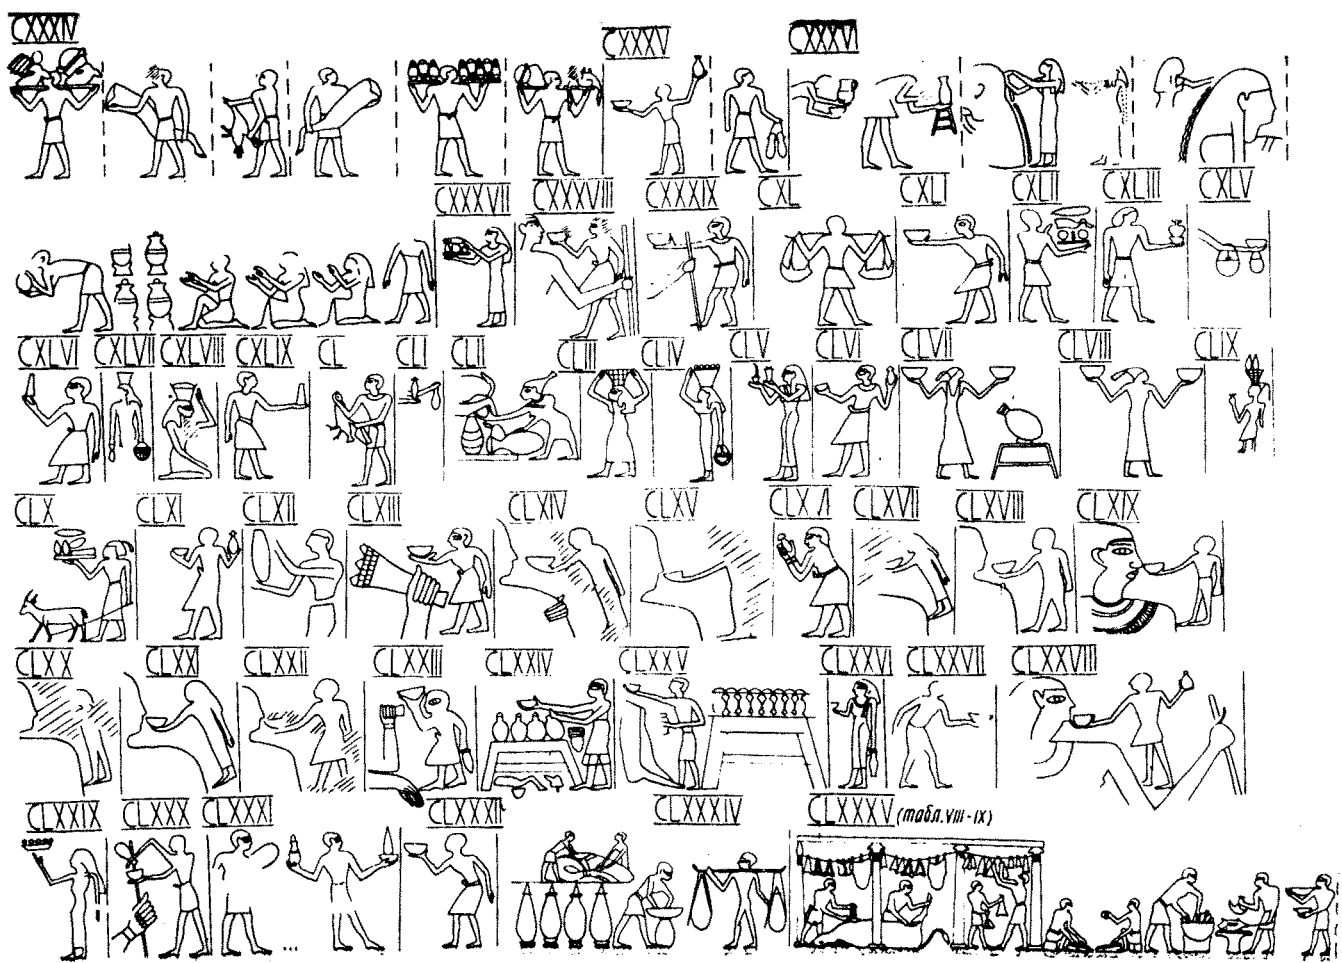 CXXXIV CXXXV CXXXVI
CXXXVII CXXXVIII CXXXIX CXL CXLI CXLII CXLIII CXLV
CXLVI CXLVII CXLVIII CXLIX CL CLI CLII CLIII CLIV CLV CLVI CLVII CLVIII CLIX
CLX CLXI CLXII CLXIII CLXIV CLXV CLXVI CLXVII CLXVIII CLXIX
CLXX CLXXI CLXXII CLXXIII CLXXIV CLXXV CLXXVI CLXXVII CLXXVIII
CLXXIX CLXXX CLXXXI ... CLXXXII CLXXXIV CLXXXV (табл. VIII-IX)